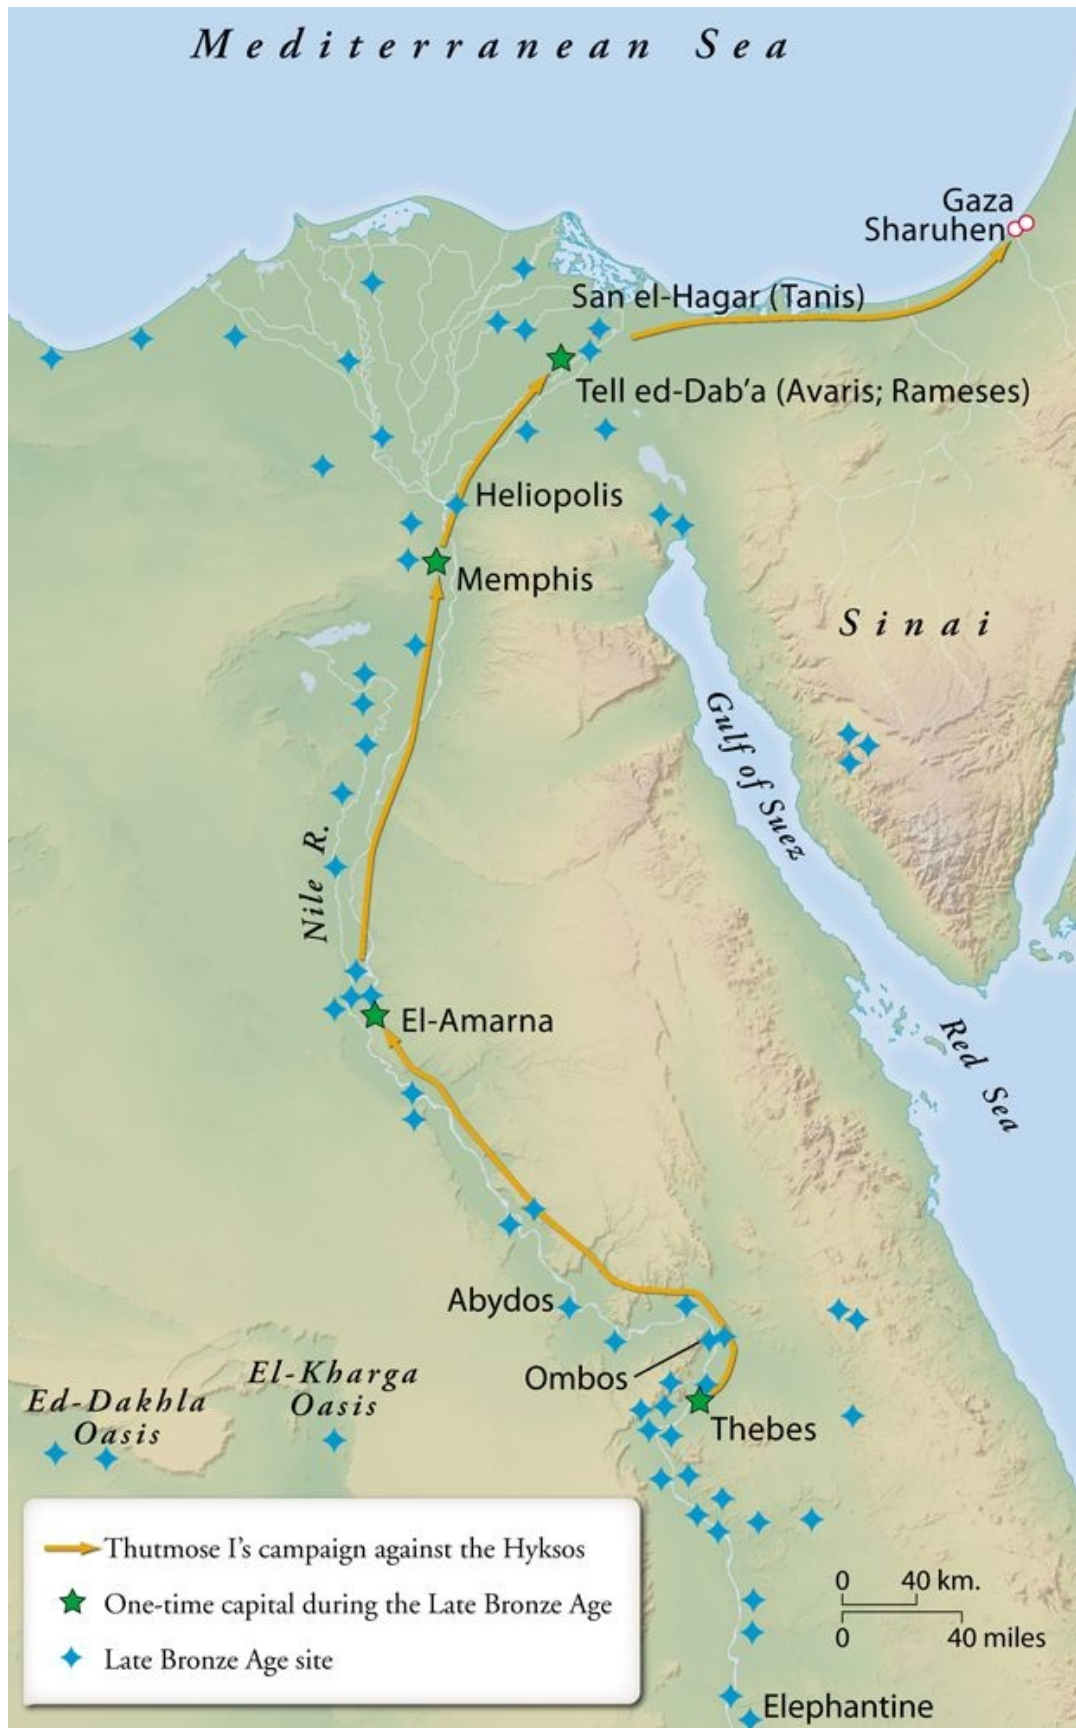 Mediterranean Sea
Gaza
Sharuhen
San el-Hagar (Tanis)
Tell ed-Dab’a (Avaris; Rameses)
Heliopolis
Memphis
Sinai
Gulf of Suez
Nile R.
El-Amarna
Red Sea
Abydos
Ombos
El-Kharga
Oasis
Ed-Dakhla
Oasis
Thebes
Thutmose I’s campaign against the Hyksos
One-time capital during the Late Bronze Age
Late Bronze Age site
0 40 km.
0 40 miles
Elephantine